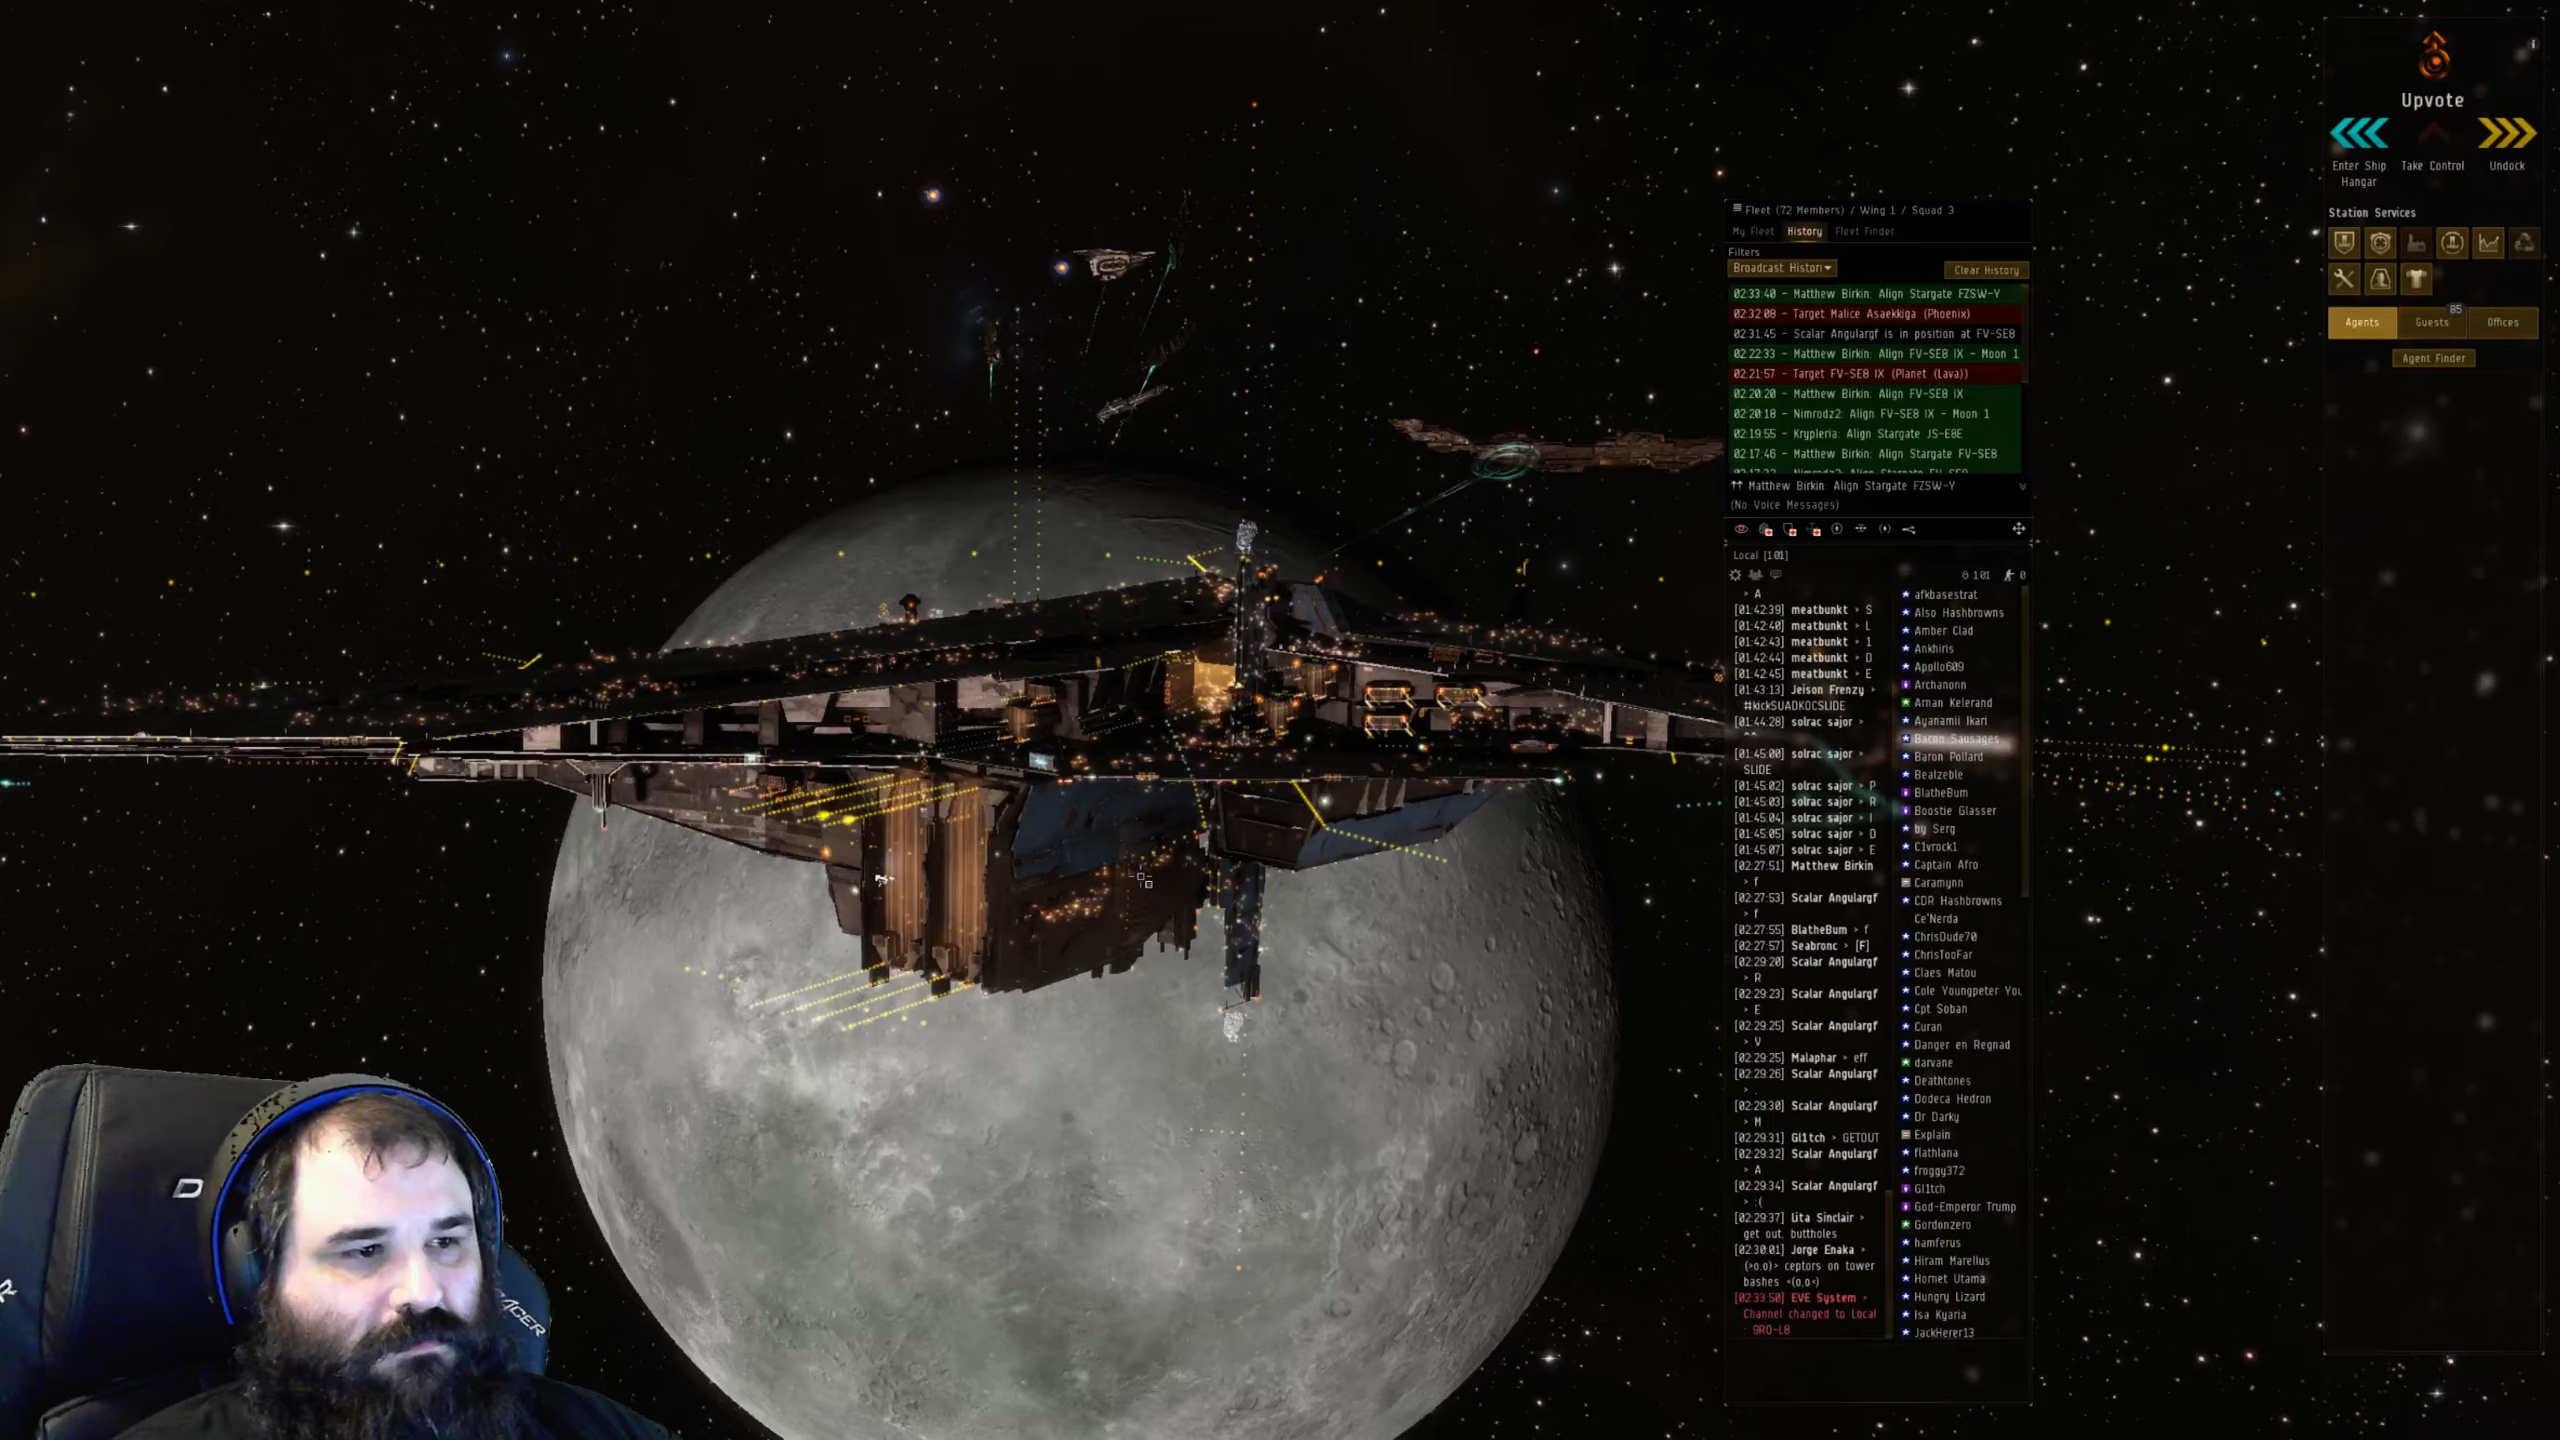 Upvote
Enter Ship Hangar
Take Control
Undock
Station Services
85
Agents
Guests
Offices
Agent Finder
Fleet (72 Members) / Wing 1 / Squad 3
My Fleet History Fleet Finder
Filters
Broadcast Histor
Clear History
02:33:40 - Matthew Birkin: Align Stargate FZSW-Y
02:32:08 - Target Malice Asaekkiga (Phoenix)
02:31:45 - Scalar Angulargf is in position at FV-SE8
02:22:33 - Matthew Birkin: Align FV-SE8 IX - Moon 1
02:21:57 - Target FV-SE8 IX (Planet (Lava))
02:20:20 - Matthew Birkin: Align FV-SE8 IX
02:20:18 - Nimrodz2: Align FV-SE8 IX - Moon 1
02:19:55 - Krypleria: Align Stargate JS-E8E
02:17:46 - Matthew Birkin: Align Stargate FV-SE8
Matthew Birkin: Align Stargate FZSW-Y
(No Voice Messages)
Local [101]
101 0
> A
[01:42:39] meatbunkt > S
[01:42:40] meatbunkt > L
[01:42:43] meatbunkt > 1
[01:42:44] meatbunkt > D
[01:42:45] meatbunkt > E
[01:43:13] Jeison Frenzy >
#kickSUADKOCSLIDE
[01:44:28] solrac sajor >
^^
[01:45:00] solrac sajor >
SLIDE
[01:45:02] solrac sajor > P
[01:45:03] solrac sajor > R
[01:45:04] solrac sajor > I
[01:45:05] solrac sajor > D
[01:45:07] solrac sajor > E
[02:27:51] Matthew Birkin
> f
[02:27:53] Scalar Angulargf
> f
[02:27:55] BlatheBum > f
[02:27:57] Seabronc > [F]
[02:29:20] Scalar Angulargf
> R
[02:29:23] Scalar Angulargf
> E
[02:29:25] Scalar Angulargf
> V
[02:29:25] Malaphar > eff
[02:29:26] Scalar Angulargf
> .
[02:29:30] Scalar Angulargf
> M
[02:29:31] Gl1tch > GETOUT
[02:29:32] Scalar Angulargf
> A
[02:29:34] Scalar Angulargf
> :(
[02:29:37] Lita Sinclair >
get out, buttholes
[02:30:01] Jorge Enaka >
(>o.o)> ceptors on tower
bashes <(o.o<)
[02:33:50] EVE System >
Channel changed to Local
: 9RQ-L8
afkbasestrat
Also Hashbrowns
Amber Clad
Ankhiris
Apollo609
Archanonn
Arnan Kelerand
Ayanamii Ikari
Bacon Sausages
Baron Pollard
Bealzeble
BlatheBum
Boostie Glasser
by Serg
C1vrock1
Captain Afro
Caramynn
CDR Hashbrowns
Ce'Nerda
ChrisDude70
ChrisTooFar
Claes Matou
Cole Youngpeter You
Cpt Soban
Curan
Danger en Regnad
darvane
Deathtones
Dodeca Hedron
Dr Darky
Explain
flathlana
froggy372
Gl1tch
God-Emperor Trump
Gordonzero
hamferus
Hiram Marellus
Hornet Utama
Hungry Lizard
Isa Kyaria
JackHerer13